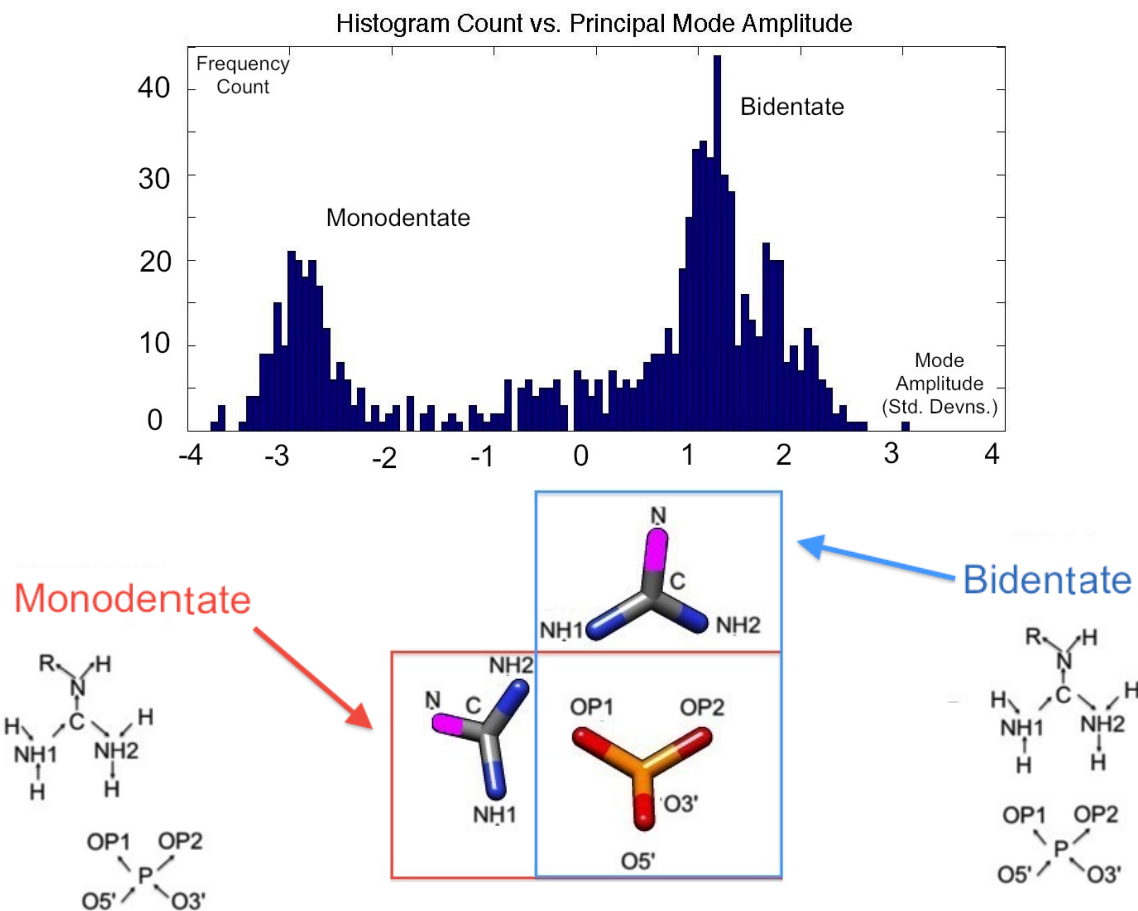 Histogram Count vs. Principal Mode Amplitude
Frequency
Count
40
30
20
10
0
Bidentate
Monodentate
Mode
Amplitude
(Std. Devns.)
-4 -3 -2 -1 0 1 2 3 4
N
C
NH1 NH2
Monodentate
Bidentate
NH2
N C
NH1
OP1 OP2
O3'
O5'
R H
N
H C H
NH1 NH2
H H
OP1 OP2
P
O5' O3'
R H
N
H C H
NH1 NH2
H H
OP1 OP2
P
O5' O3'